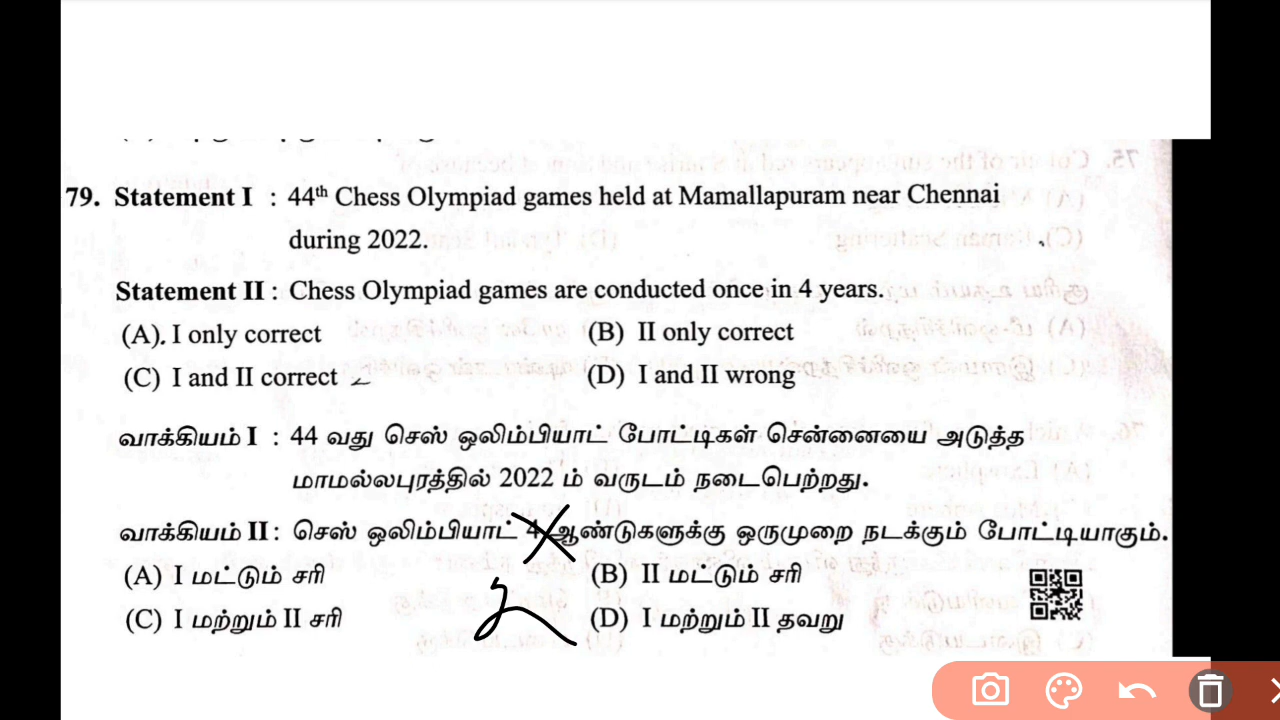 79. Statement I : 44th Chess Olympiad games held at Mamallapuram near Chennai
during 2022.
Statement II : Chess Olympiad games are conducted once in 4 years.
(A). I only correct (B) II only correct
(C) I and II correct (D) I and II wrong
வாக்கியம் I : 44 வது செஸ் ஒலிம்பியாட் போட்டிகள் சென்னையை அடுத்த
மாமல்லபுரத்தில் 2022 ம் வருடம் நடைபெற்றது.
வாக்கியம் II : செஸ் ஒலிம்பியாட் 4 ஆண்டுகளுக்கு ஒருமுறை நடக்கும் போட்டியாகும்.
(A) I மட்டும் சரி (B) II மட்டும் சரி
(C) I மற்றும் II சரி 2 (D) I மற்றும் II தவறு